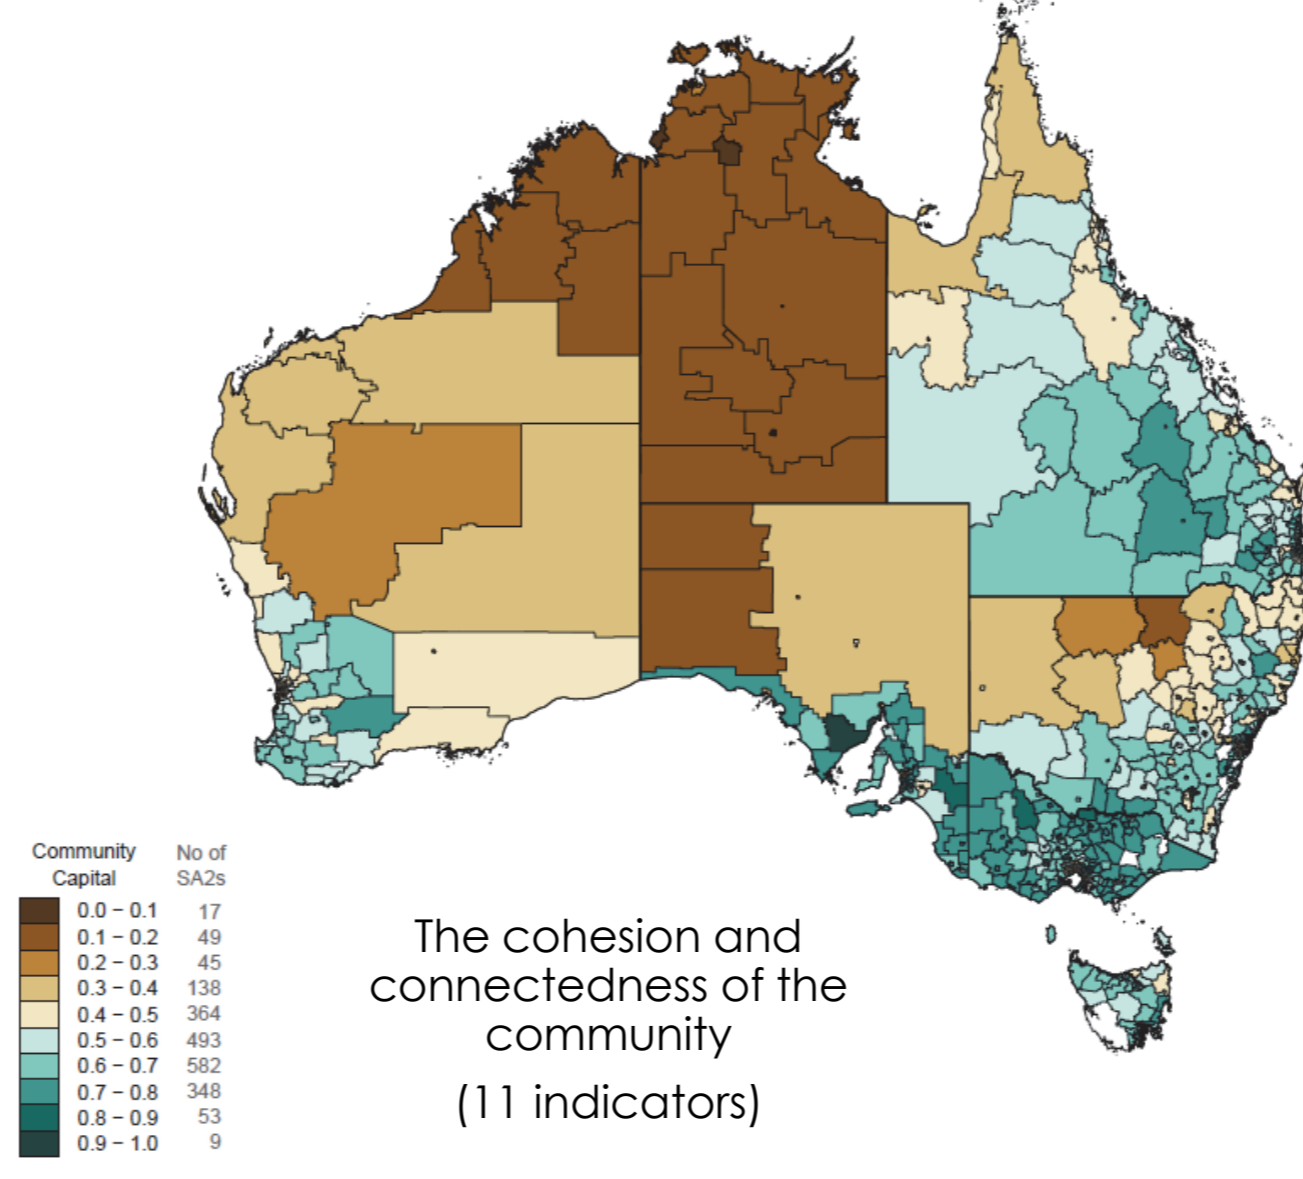 Community Capital No of SA2s
0.0 – 0.1 17
0.1 – 0.2 49
0.2 – 0.3 45
0.3 – 0.4 138
0.4 – 0.5 364
0.5 – 0.6 493
0.6 – 0.7 582
0.7 – 0.8 348
0.8 – 0.9 53
0.9 – 1.0 9
The cohesion and
connectedness of the
community
(11 indicators)